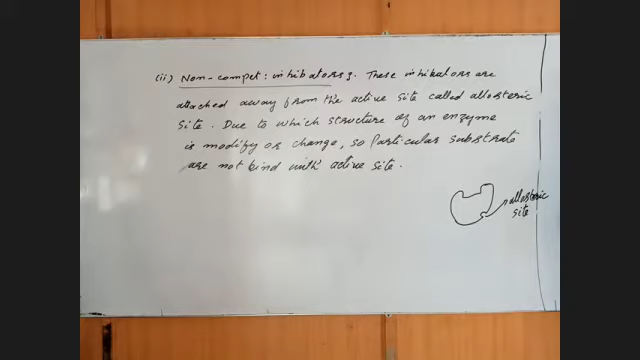 (ii) Non-compet: inhibators: These inhibators are
attached away from the active site called allosteric
site. Due to which structure of an enzyme
is modify or change, so Particular substrate
are not bind with active site.
allosteric
site